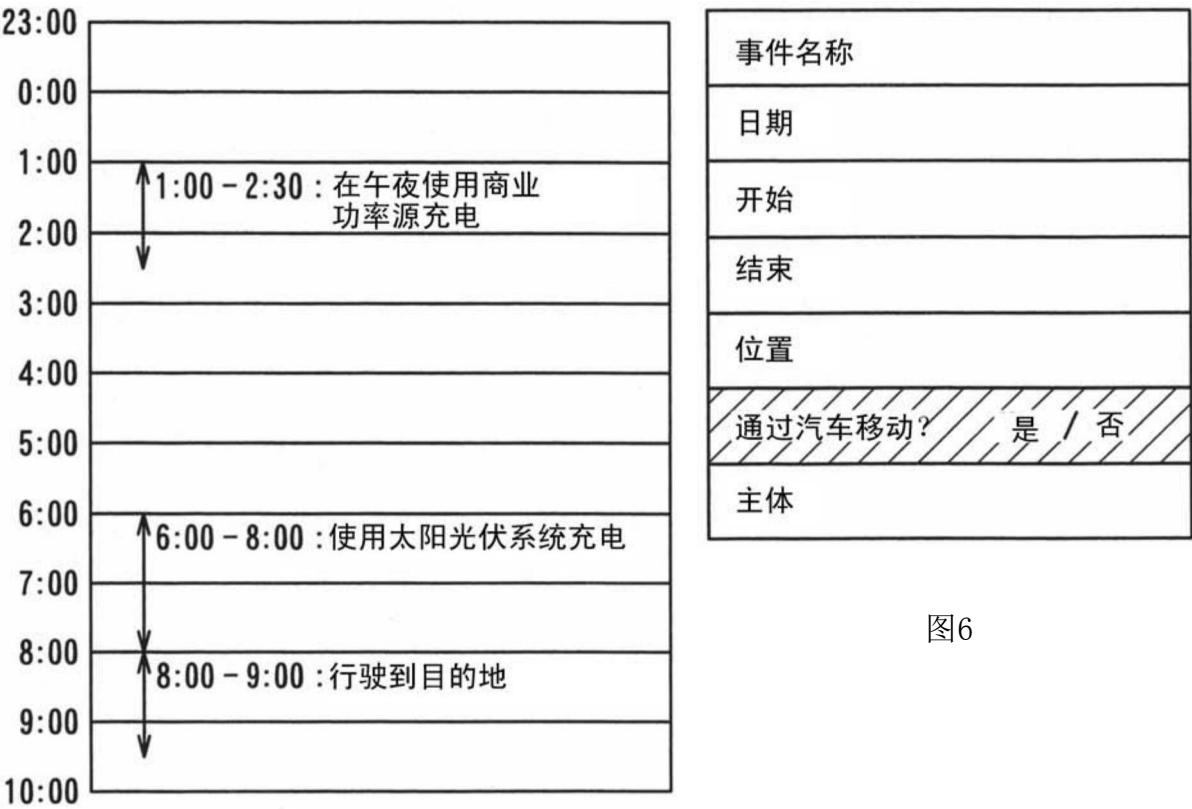 23:00
0:00
1:00
1:00-2:30:在午夜使用商业
功率源充电
2:00
3:00
4:00
5:00
6:00
6:00-8:00:使用太阳光伏系统充电
7:00
8:00
8:00-9:00:行驶到目的地
9:00
10:00
事件名称
日期
开始
结束
位置
通过汽车移动? 是 / 否
主体
图6